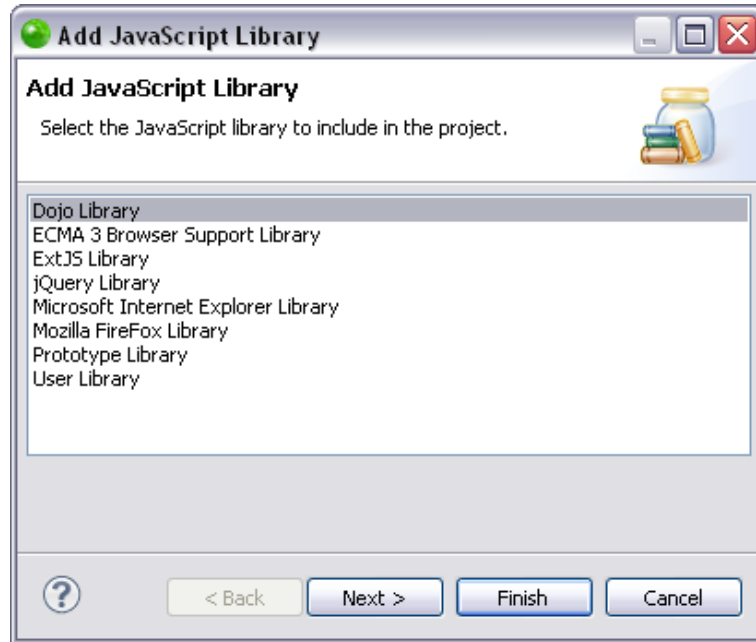 Add JavaScript Library
Add JavaScript Library
Select the JavaScript library to include in the project.
Dojo Library
ECMA 3 Browser Support Library
ExtJS Library
jQuery Library
Microsoft Internet Explorer Library
Mozilla FireFox Library
Prototype Library
User Library
? < Back Next > Finish Cancel